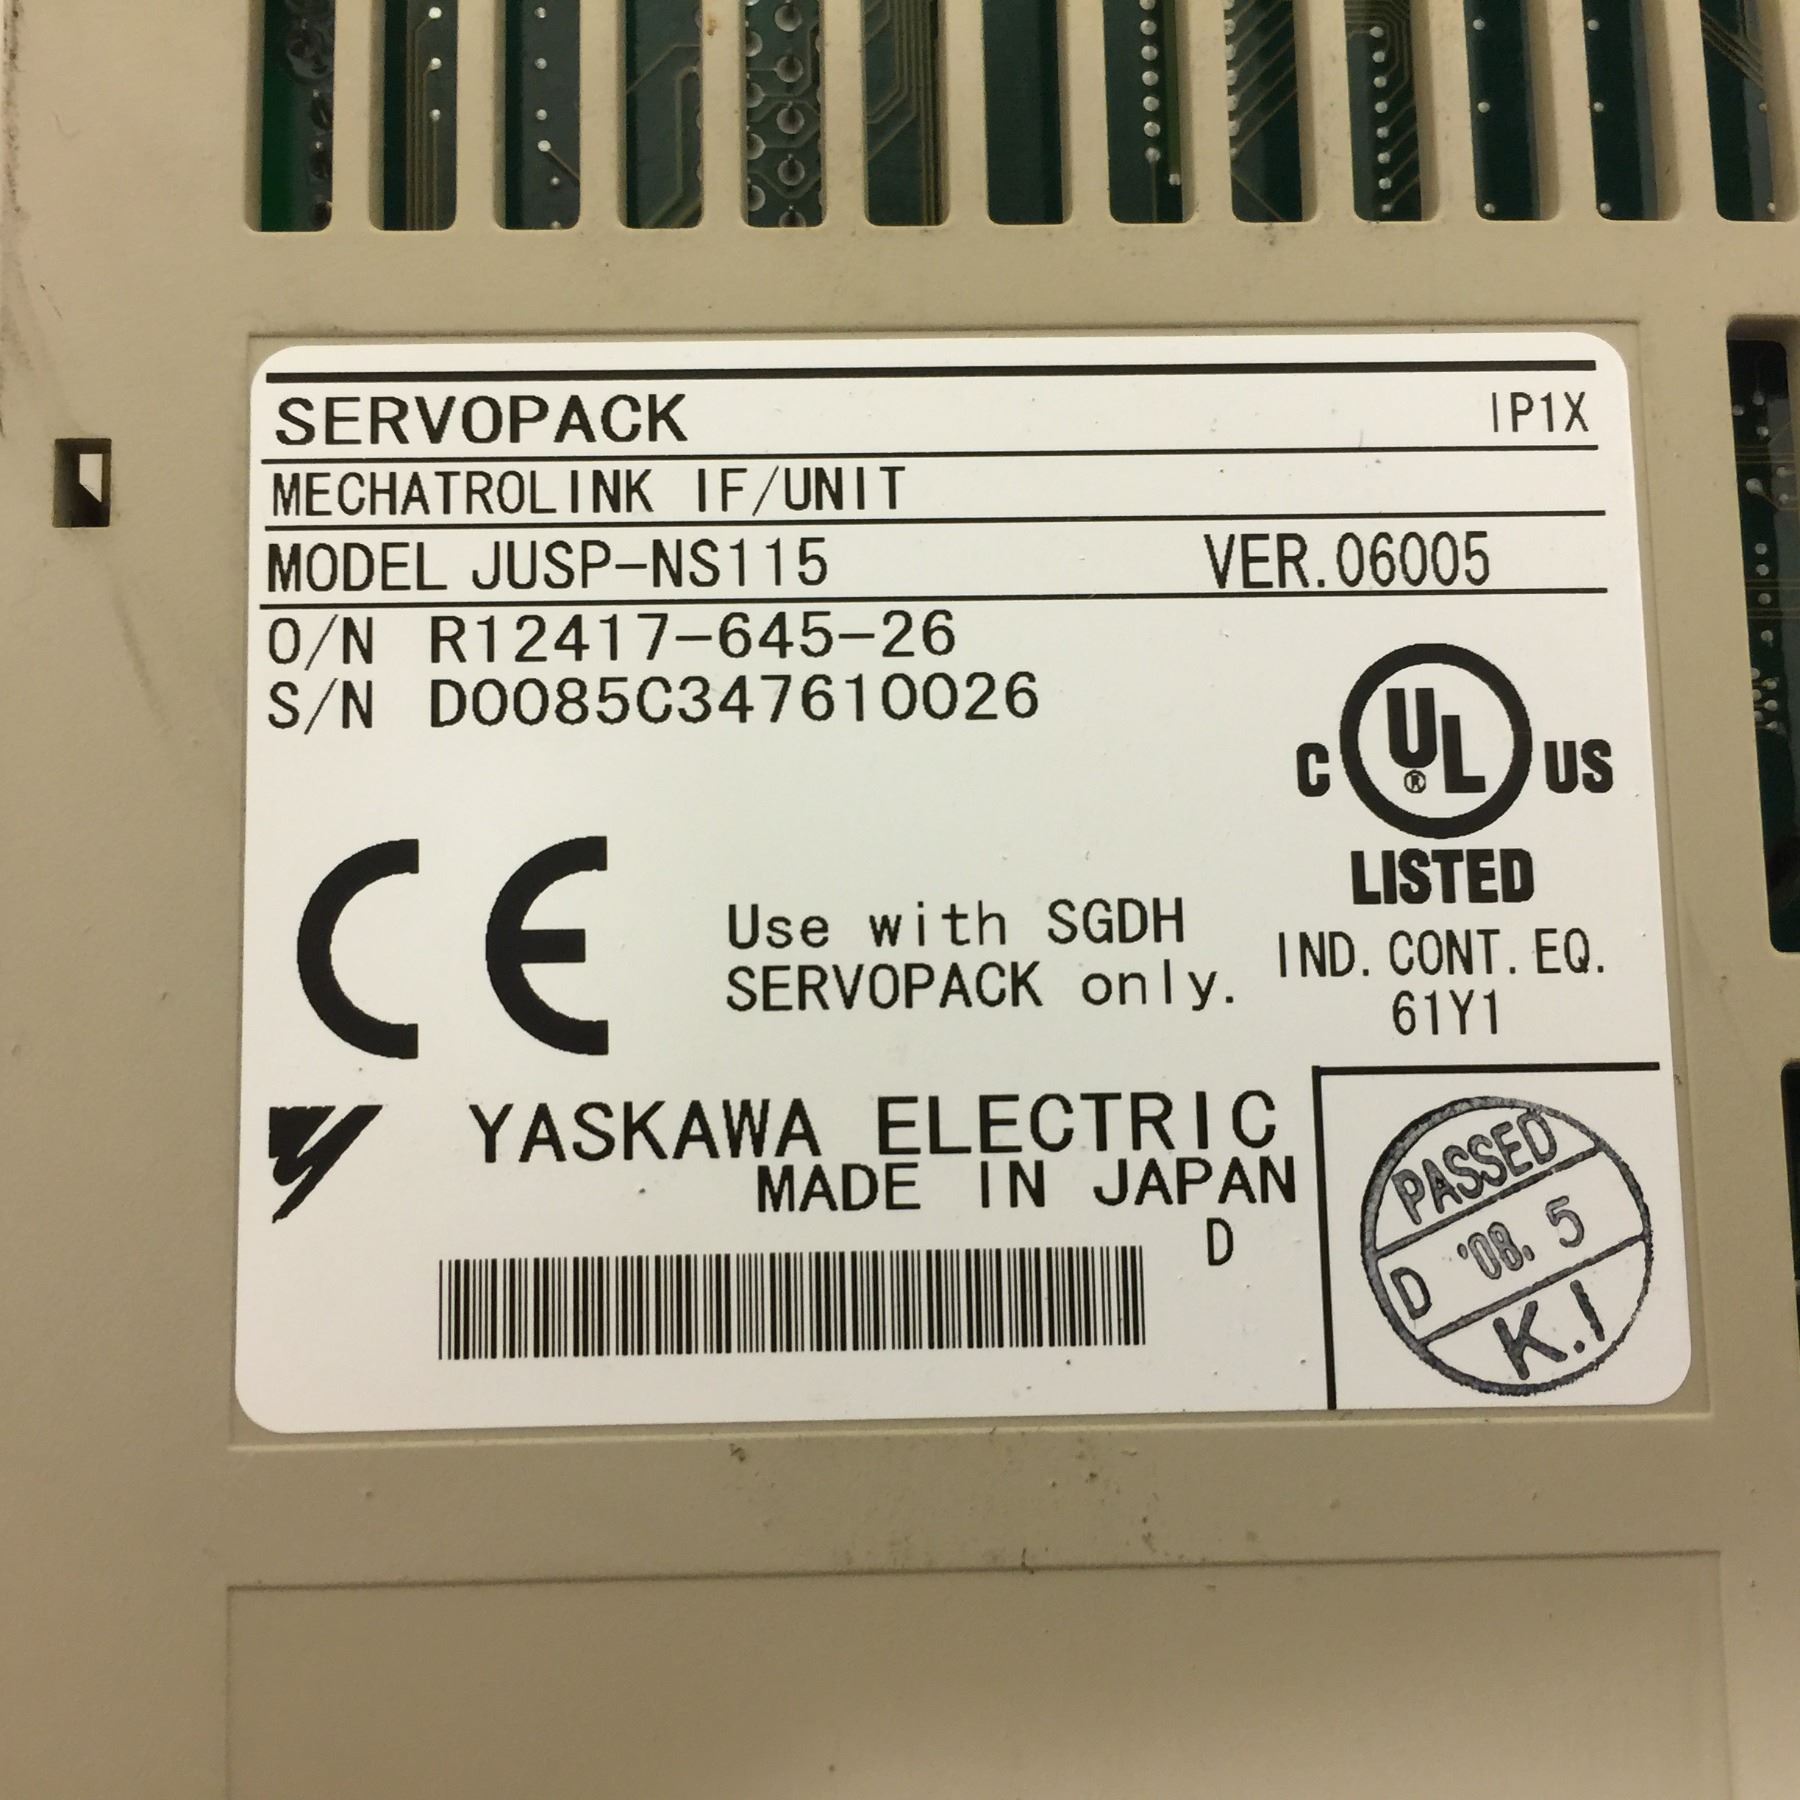 SERVOPACK IP1X
MECHATROLINK IF/UNIT
MODEL JUSP-NS115 VER.06005
O/N R12417-645-26
S/N D0085C347610026
C UL® US
LISTED
IND. CONT. EQ.
61Y1
CE
Use with SGDH
SERVOPACK only.
YASKAWA ELECTRIC
MADE IN JAPAN
D
PASSED
D '08. 5
K.I